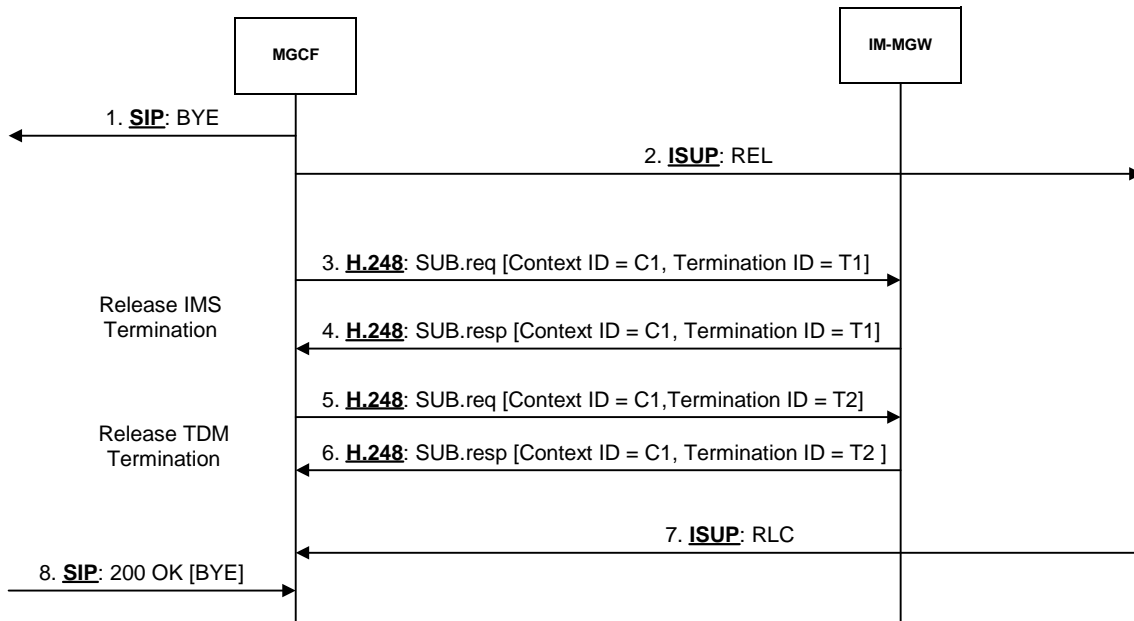 MGCF
IM-MGW
1. SIP: BYE
2. ISUP: REL
3. H.248: SUB.req [Context ID = C1, Termination ID = T1]
Release IMS
Termination
4. H.248: SUB.resp [Context ID = C1, Termination ID = T1]
5. H.248: SUB.req [Context ID = C1,Termination ID = T2]
Release TDM
Termination
6. H.248: SUB.resp [Context ID = C1, Termination ID = T2 ]
7. ISUP: RLC
8. SIP: 200 OK [BYE]